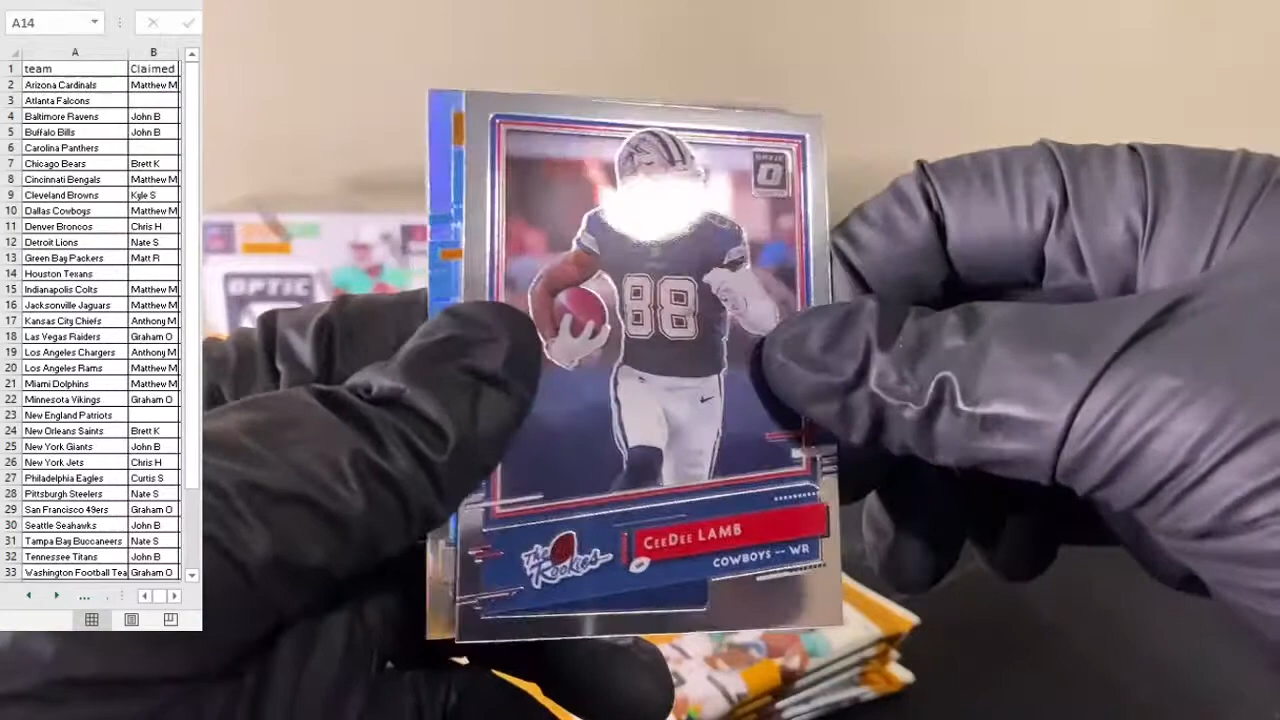 A14
A B
1 team Claimed
2 Arizona Cardinals Matthew M
3 Atlanta Falcons
4 Baltimore Ravens John B
5 Buffalo Bills John B
6 Carolina Panthers
7 Chicago Bears Brett K
8 Cincinnati Bengals Matthew M
9 Cleveland Browns Kyle S
10 Dallas Cowboys Matthew M
11 Denver Broncos Chris H
12 Detroit Lions Nate S
13 Green Bay Packers Matt R
14 Houston Texans
15 Indianapolis Colts Matthew M
16 Jacksonville Jaguars Matthew M
17 Kansas City Chiefs Anthony M
18 Las Vegas Raiders Graham O
19 Los Angeles Chargers Anthony M
20 Los Angeles Rams Matthew M
21 Miami Dolphins Matthew M
22 Minnesota Vikings Graham O
23 New England Patriots
24 New Orleans Saints Brett K
25 New York Giants John B
26 New York Jets Chris H
27 Philadelphia Eagles Curtis S
28 Pittsburgh Steelers Nate S
29 San Francisco 49ers Graham O
30 Seattle Seahawks John B
31 Tampa Bay Buccaneers Nate S
32 Tennessee Titans John B
33 Washington Football Tea Graham O
OPTIC
OPTIC
O
88
The
Rookies
CeeDee LAMB
COWBOYS -- WR